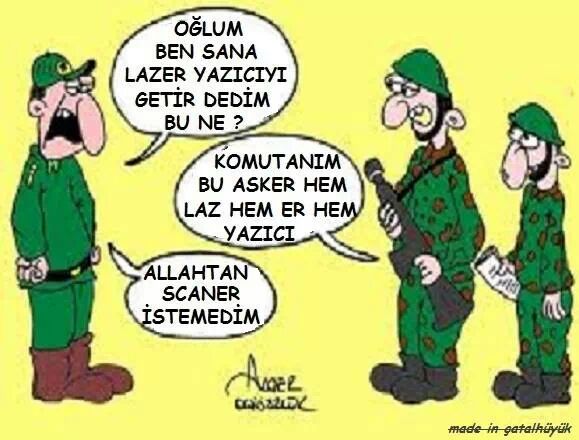 OĞLUM
BEN SANA
LAZER YAZICIYI
GETİR DEDİM
BU NE ?
KOMUTANIM
BU ASKER HEM
LAZ HEM ER HEM
YAZICI
ALLAHTAN
SCANER
İSTEMEDİM
made in gatalhüyük